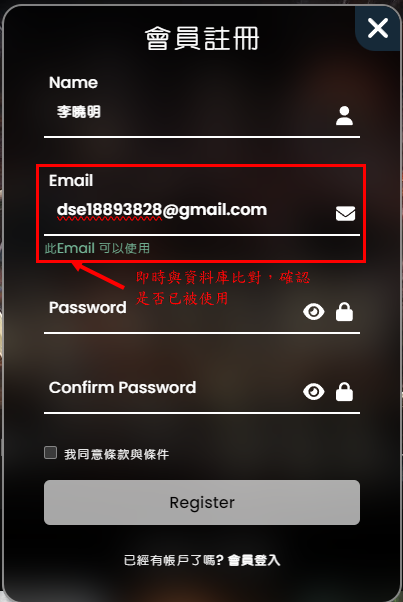 會員註冊
Name
李曉明
Email
dse18893828@gmail.com
此Email 可以使用
即時與資料庫比對，確認
是否已被使用
Password
Confirm Password
我同意條款與條件
Register
已經有帳戶了嗎? 會員登入